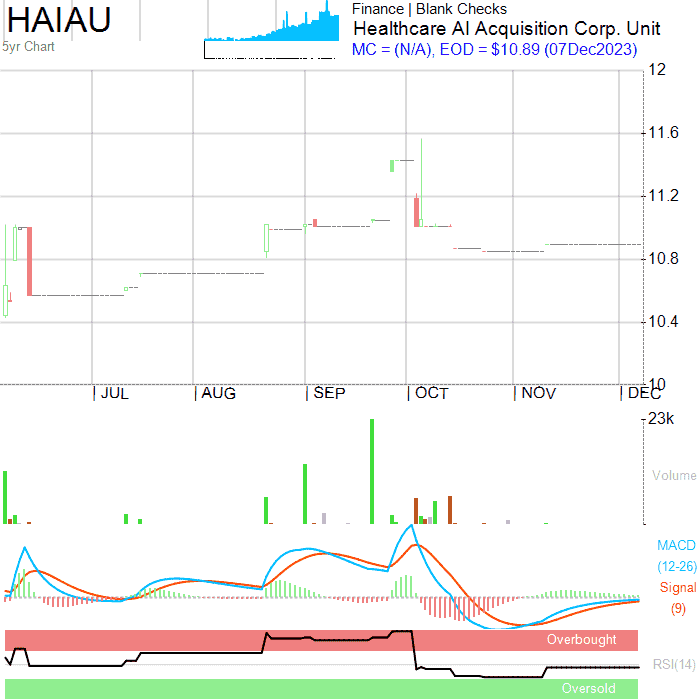 HAIAU
5yr Chart
Finance | Blank Checks
Healthcare AI Acquisition Corp. Unit
MC = (N/A), EOD = $10.89 (07Dec2023)
12
11.6
11.2
10.8
10.4
10
JUL AUG SEP OCT NOV DEC
23k
Volume
MACD
(12-26)
Signal
(9)
Overbought
RSI(14)
Oversold